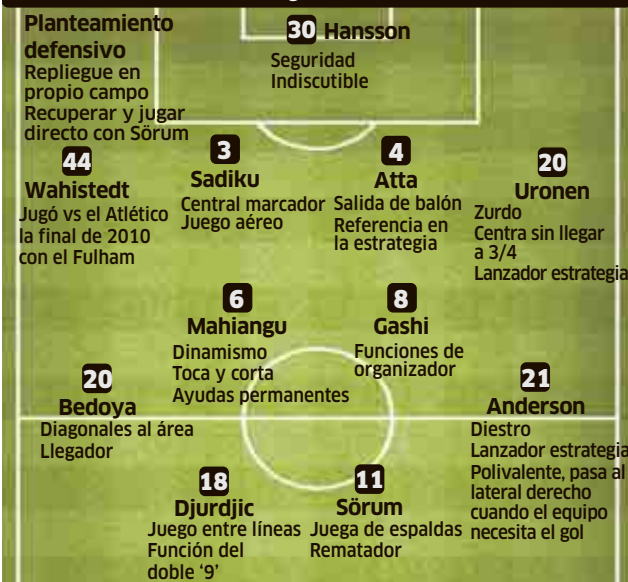 Planteamiento
defensivo
Repliegue en
propio campo
Recuperar y jugar
directo con Sörum
30 Hansson
Seguridad
Indiscutible
44
Wahistedt
Jugó vs el Atlético
la final de 2010
con el Fulham
3
Sadiku
Central marcador
Juego aéreo
4
Atta
Salida de balón
Referencia en
la estrategia
20
Uronen
Zurdo
Centra sin llegar
a 3/4
Lanzador estrategia
6
Mahiangu
Dinamismo
Toca y corta
Ayudas permanentes
8
Gashi
Funciones de
organizador
20
Bedoya
Diagonales al área
Llegador
21
Anderson
Diestro
Lanzador estrategia
Polivalente, pasa al
lateral derecho
cuando el equipo
necesita el gol
18
Djurdjic
Juego entre líneas
Función del
doble ‘9’
11
Sörum
Juega de espaldas
Rematador